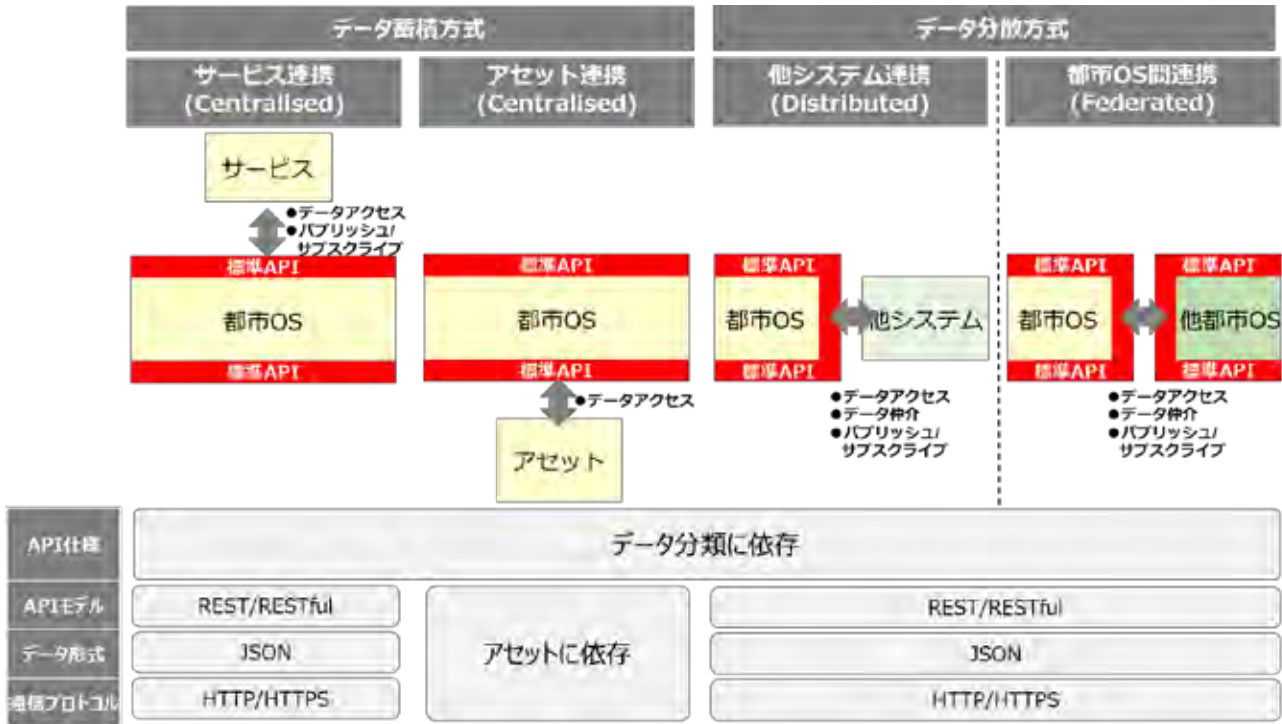 データ蓄積方式
データ分散方式
サービス連携
(Centralised)
アセット連携
(Centralised)
他システム連携
(Distributed)
都市OS間連携
(Federated)
サービス
●データアクセス
●パブリッシュ/
サブスクライブ
標準API
都市OS
標準API
標準API
都市OS
標準API
●データアクセス
アセット
標準API
都市OS
標準API
他システム
●データアクセス
●データ仲介
●パブリッシュ/
サブスクライブ
標準API
都市OS
標準API
標準API
他都市OS
標準API
●データアクセス
●データ仲介
●パブリッシュ/
サブスクライブ
API仕様
データ分類に依存
APIモデル
REST/RESTful
アセットに依存
REST/RESTful
データ形式
JSON
JSON
通信プロトコル
HTTP/HTTPS
HTTP/HTTPS